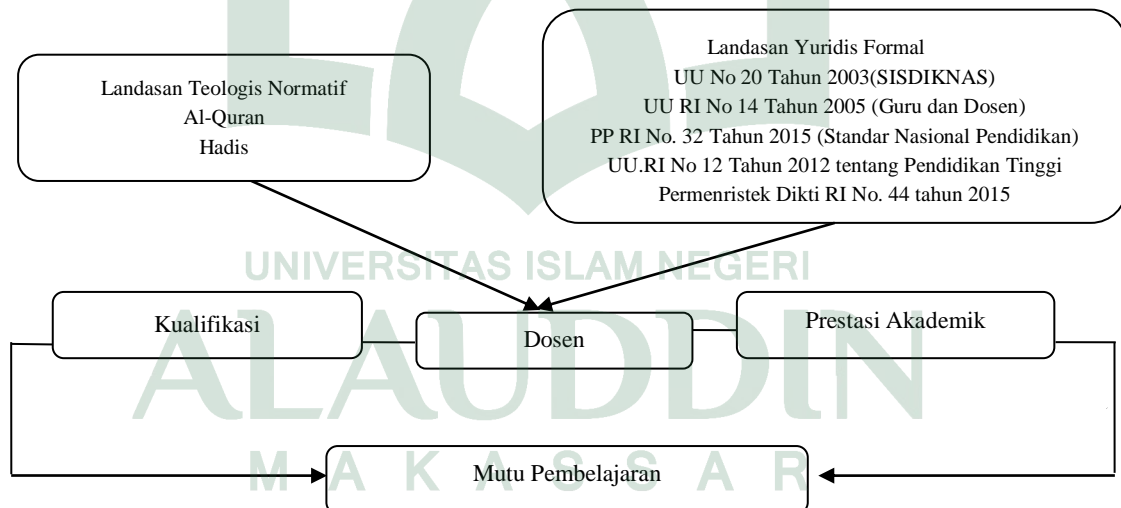 Landasan Teologis Normatif
Al-Quran
Hadis
Landasan Yuridis Formal
UU No 20 Tahun 2003(SISDIKNAS)
UU RI No 14 Tahun 2005 (Guru dan Dosen)
PP RI No. 32 Tahun 2015 (Standar Nasional Pendidikan)
UU.RI No 12 Tahun 2012 tentang Pendidikan Tinggi
Permenristek Dikti RI No. 44 tahun 2015
UNIVERSITAS ISLAM NEGERI
Kualifikasi
Dosen
Prestasi Akademik
ALAUDDIN
Mutu Pembelajaran
MAKASSAR